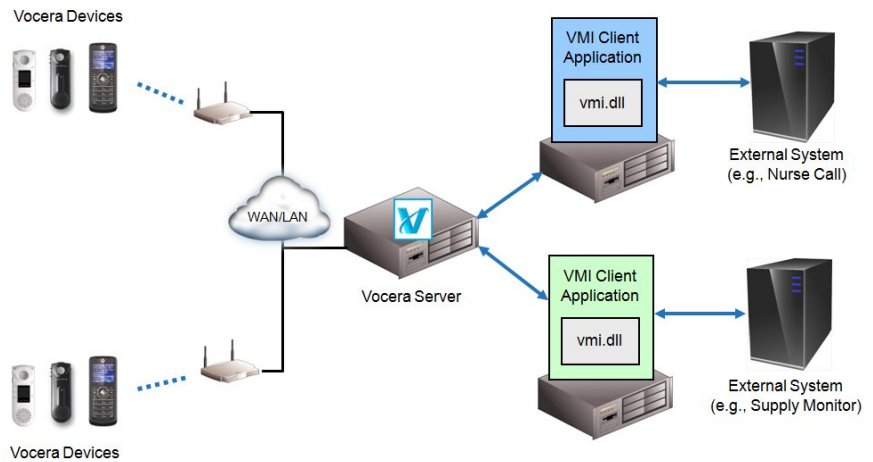 Vocera Devices
VMI Client
Application
vmi.dll
External System
(e.g., Nurse Call)
WAN/LAN
Vocera Server
VMI Client
Application
vmi.dll
External System
(e.g., Supply Monitor)
Vocera Devices